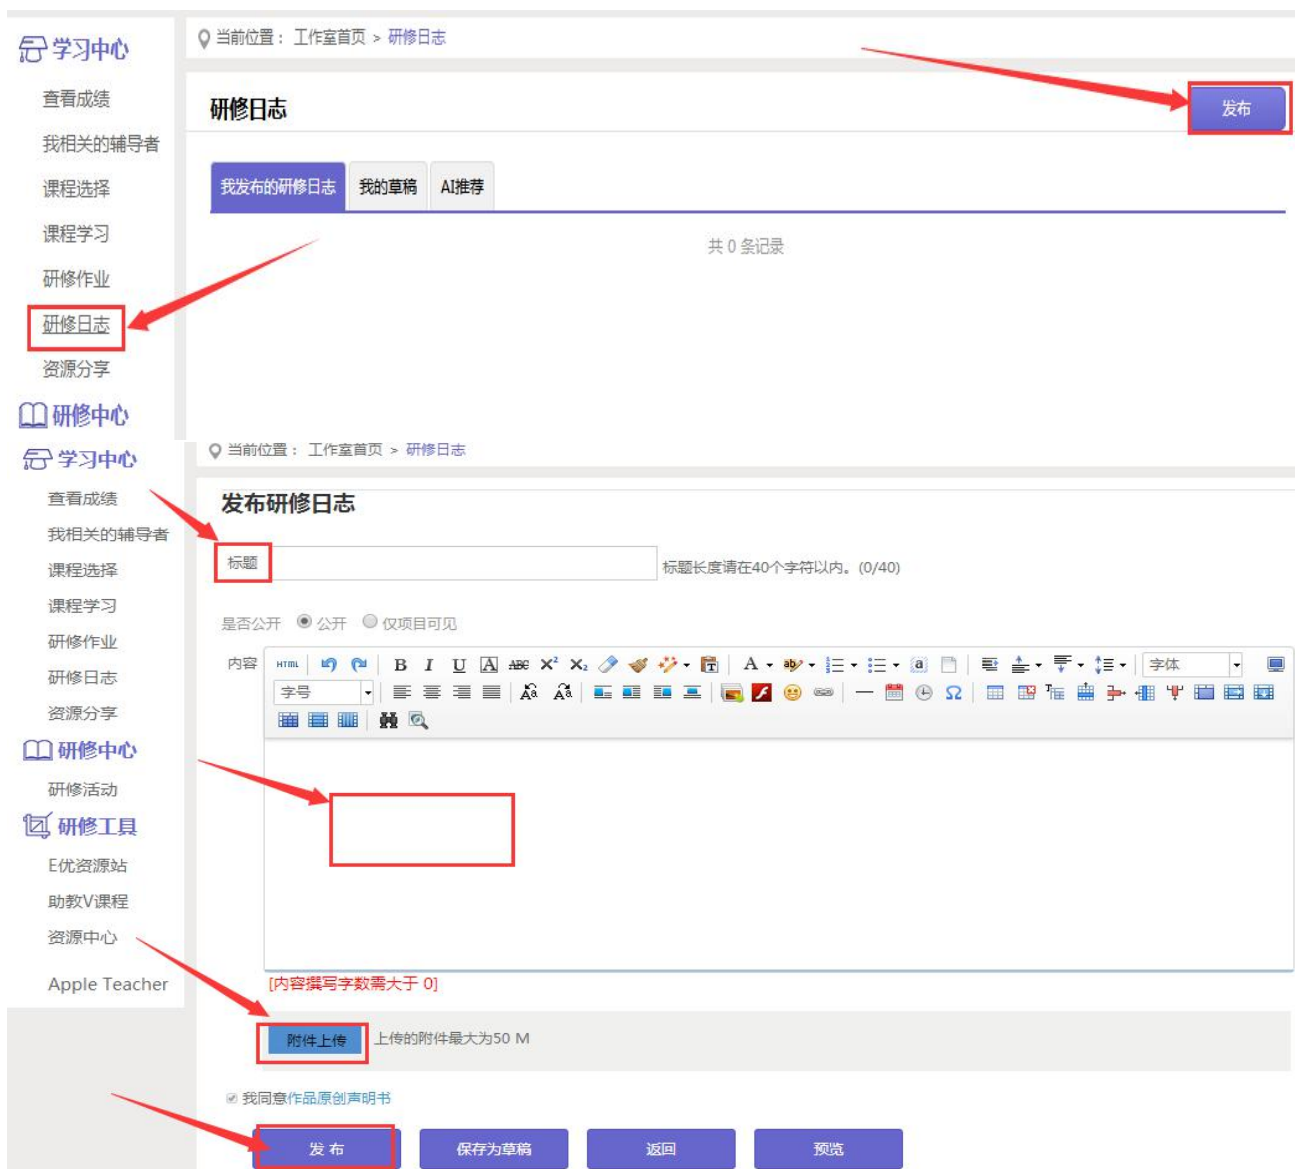 学习中心
查看成绩
我相关的辅导者
课程选择
课程学习
研修作业
研修日志
资源分享
研修中心
当前位置： 工作室首页 > 研修日志
研修日志
发布
我发布的研修日志 我的草稿 AI推荐
共 0 条记录
学习中心
查看成绩
我相关的辅导者
课程选择
课程学习
研修作业
研修日志
资源分享
研修中心
研修活动
研修工具
E优资源站
助教V课程
资源中心
Apple Teacher
当前位置： 工作室首页 > 研修日志
发布研修日志
标题 标题长度请在40个字符以内。(0/40)
是否公开 公开 仅项目可见
内容 HTML B I U A ABC X² X₂ T A ab a 字体
字号 Aa Aa Ω
[内容撰写字数需大于 0]
附件上传 上传的附件最大为50 M
我同意作品原创声明书
发 布 保存为草稿 返回 预览